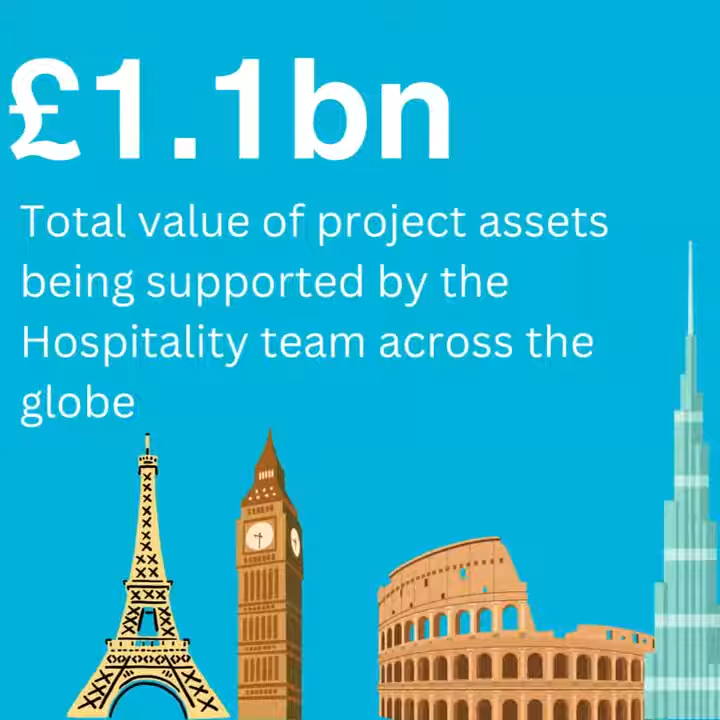 £1.1bn
Total value of project assets
being supported by the
Hospitality team across the
globe